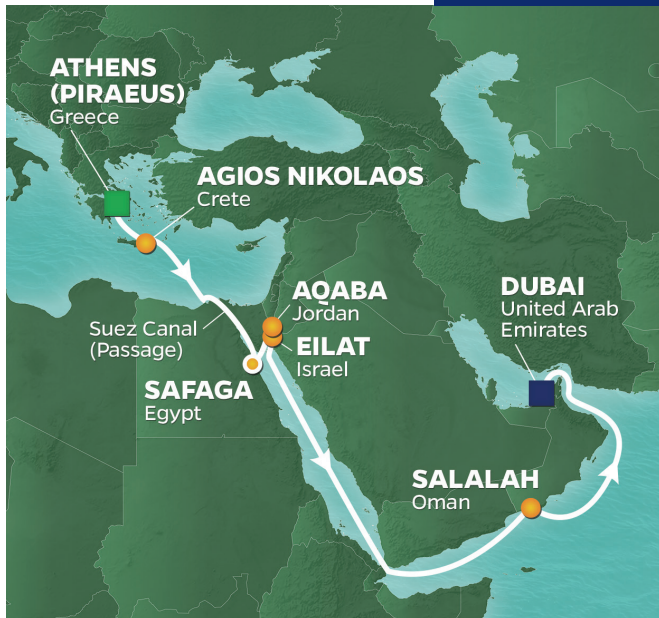 ATHENS
(PIRAEUS)
Greece
AGIOS NIKOLAOS
Crete
Suez Canal
(Passage)
AQABA
Jordan
EILAT
Israel
SAFAGA
Egypt
DUBAI
United Arab
Emirates
SALALAH
Oman